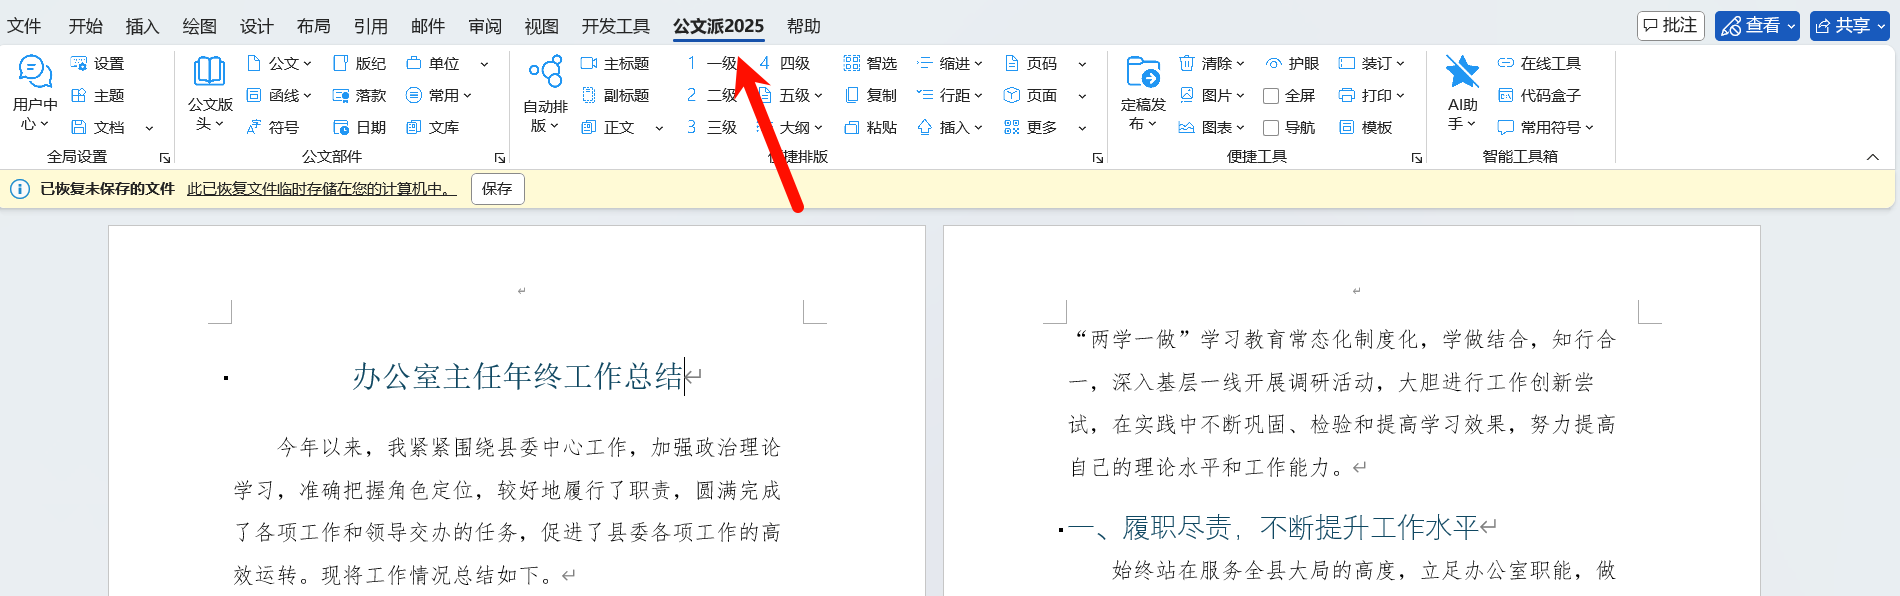 文件 开始 插入 绘图 设计 布局 引用 邮件 审阅 视图 开发工具 公文派2025 帮助 批注 查看 共享
用户中心 设置 主题 文档 全局设置
公文版头 公文 函线 符号 版纪 落款 日期 单位 常用 文库 公文部件
自动排版 主标题 副标题 正文 1 一级 2 二级 3 三级 4 四级 五级 大纲 智选 复制 粘贴 缩进 行距 插入 页码 页面 更多 便捷排版
定稿发布 清除 图片 图表 护眼 全屏 导航 装订 打印 模板 便捷工具
AI助手 在线工具 代码盒子 常用符号 智能工具箱
已恢复未保存的文件 此已恢复文件临时存储在您的计算机中。 保存
办公室主任年终工作总结
今年以来，我紧紧围绕县委中心工作，加强政治理论
学习，准确把握角色定位，较好地履行了职责，圆满完成
了各项工作和领导交办的任务，促进了县委各项工作的高
效运转。现将工作情况总结如下。
“两学一做”学习教育常态化制度化，学做结合，知行合
一，深入基层一线开展调研活动，大胆进行工作创新尝
试，在实践中不断巩固、检验和提高学习效果，努力提高
自己的理论水平和工作能力。
一、履职尽责，不断提升工作水平
始终站在服务全县大局的高度，立足办公室职能，做